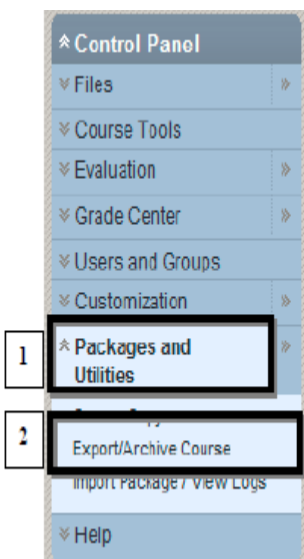 Control Panel
Files
Course Tools
Evaluation
Grade Center
Users and Groups
Customization
1
Packages and
Utilities
2
Export/Archive Course
Import Package / View Logs
Help